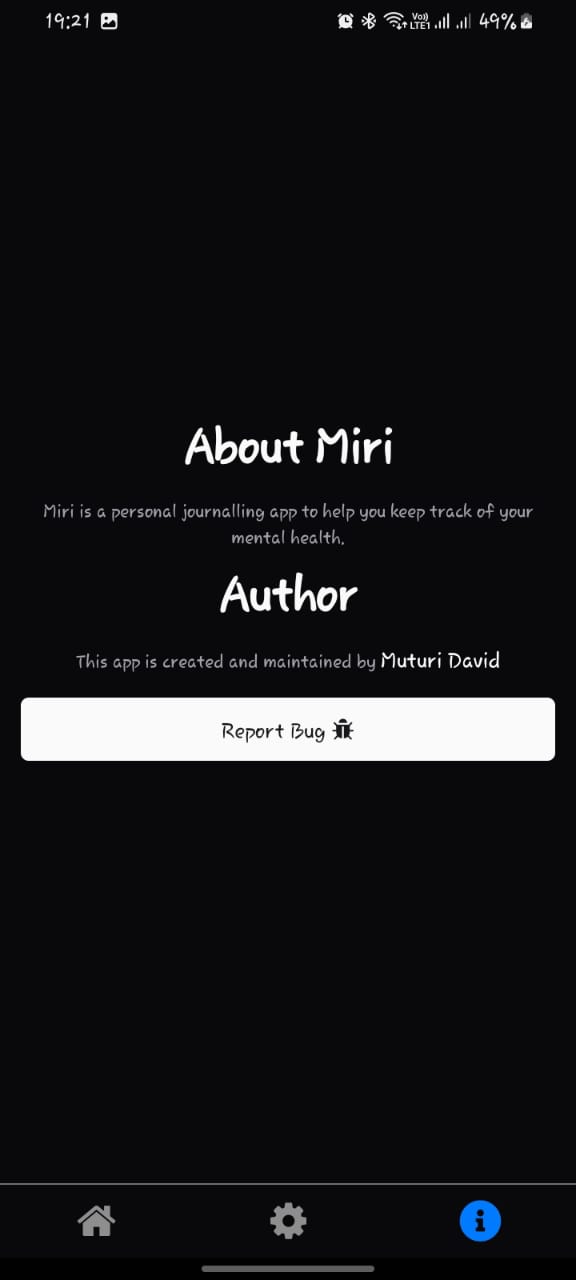 19:21
Vo))
LTE1
49%
About Miri
Miri is a personal journalling app to help you keep track of your
mental health.
Author
This app is created and maintained by Muturi David
Report Bug